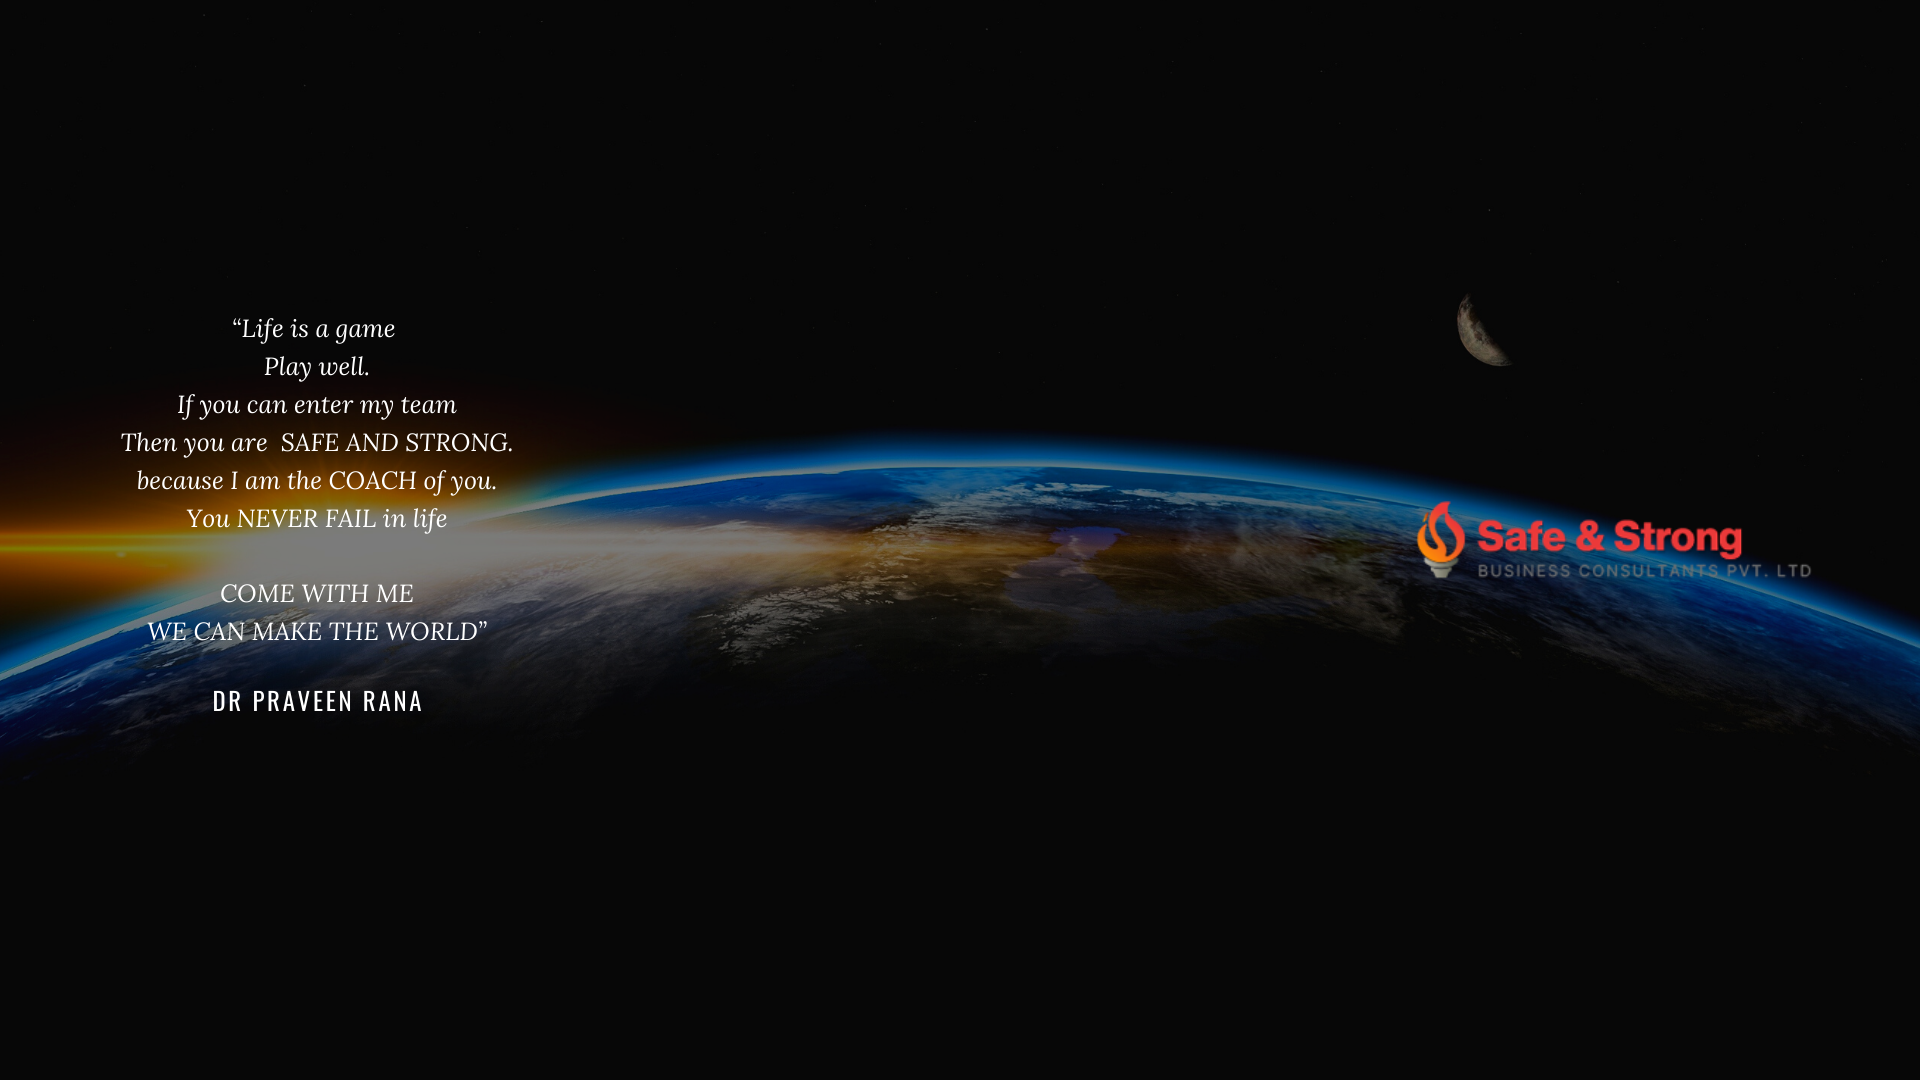 “Life is a game
Play well.
If you can enter my team
Then you are  SAFE AND STRONG.
because I am the COACH of you.
You NEVER FAIL in life
COME WITH ME
WE CAN MAKE THE WORLD”
DR PRAVEEN RANA
Safe & Strong
BUSINESS CONSULTANTS PVT. LTD